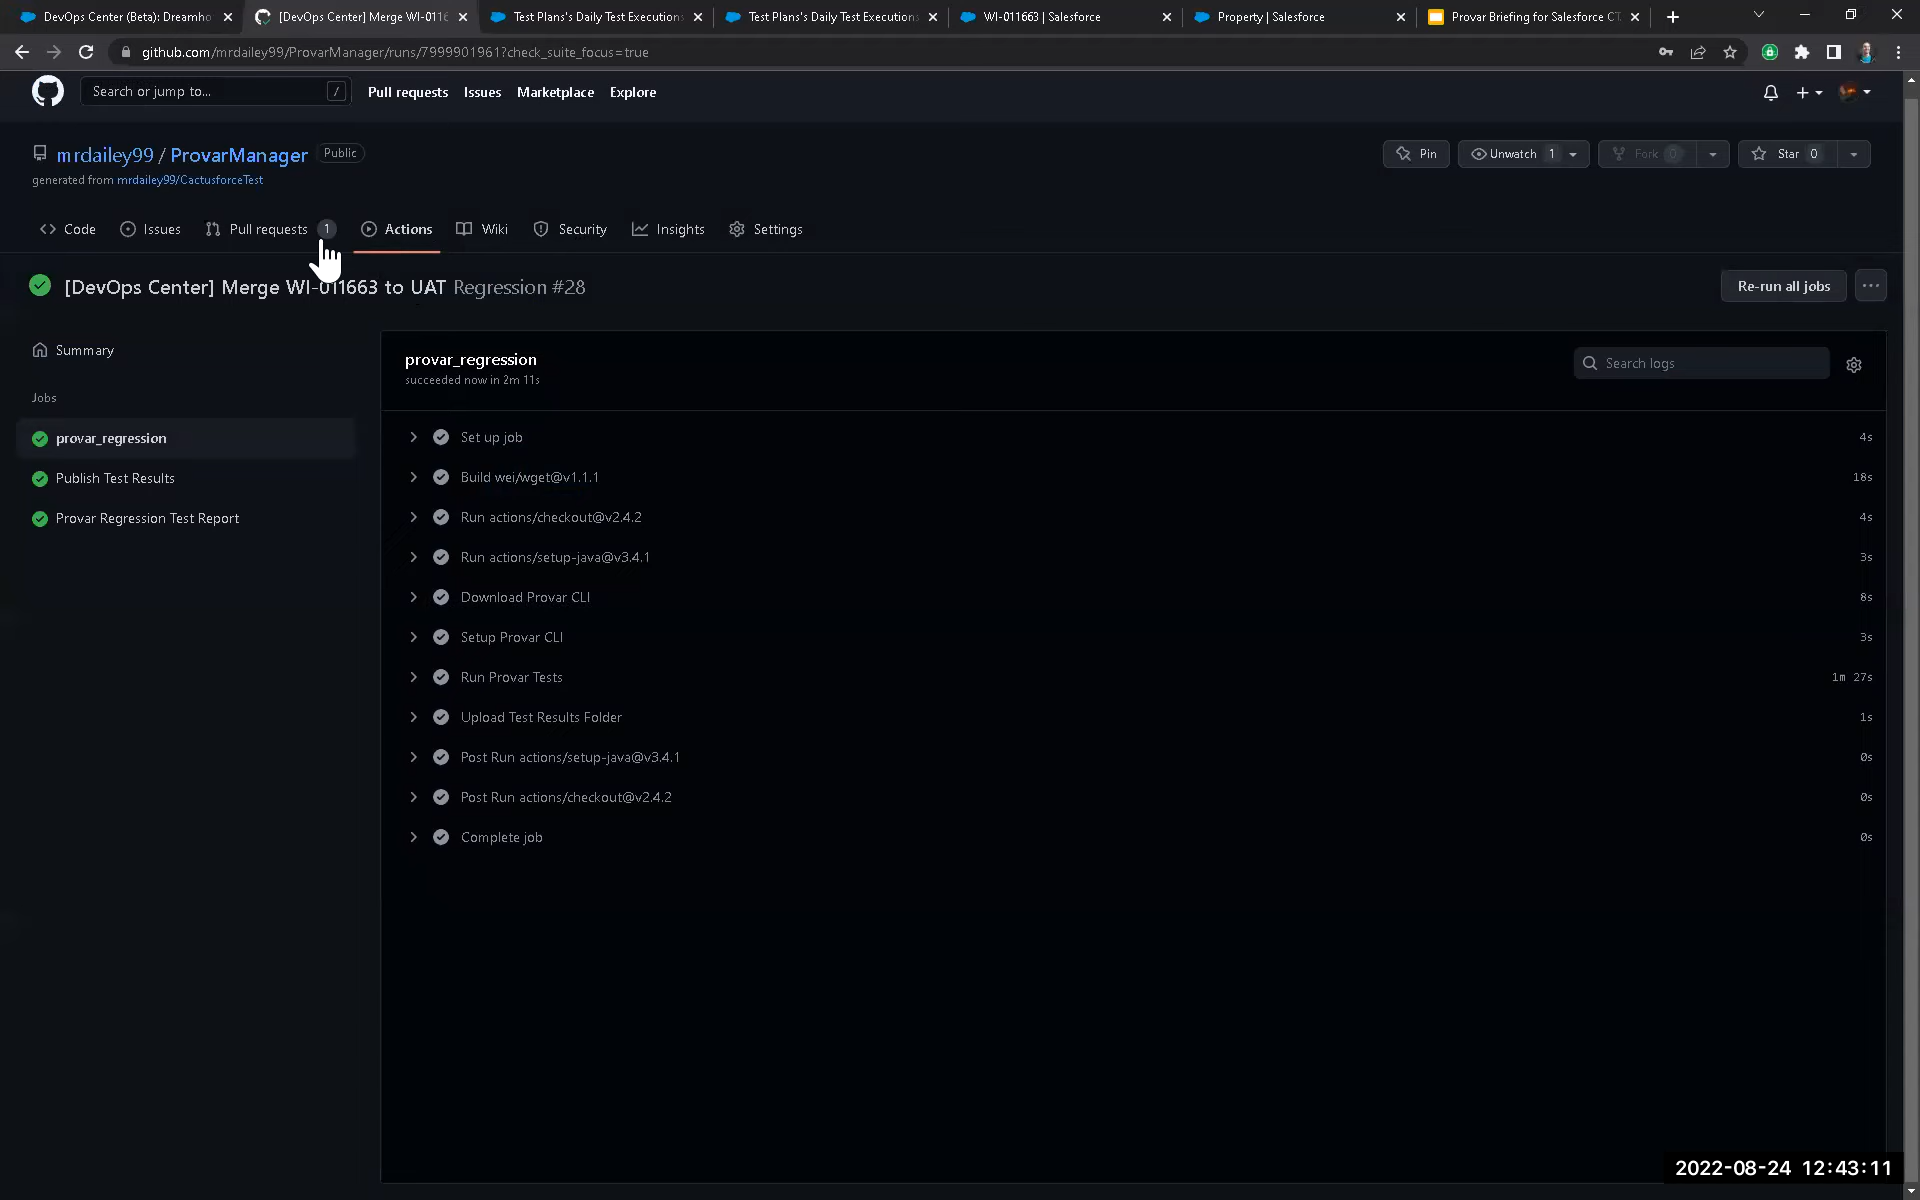 DevOps Center (Beta): Dreamho
[DevOps Center] Merge WI-0116
Test Plans's Daily Test Executions
Test Plans's Daily Test Executions
WI-011663 | Salesforce
Property | Salesforce
Provar Briefing for Salesforce CT
github.com/mrdailey99/ProvarManager/runs/7999901961?check_suite_focus=true
Search or jump to...
/
Pull requests
Issues
Marketplace
Explore
mrdailey99 / ProvarManager
Public
generated from mrdailey99/CactusforceTest
Pin
Unwatch 1
Fork 0
Star 0
Code
Issues
Pull requests 1
Actions
Wiki
Security
Insights
Settings
[DevOps Center] Merge WI-011663 to UAT Regression #28
Re-run all jobs
Summary
Jobs
provar_regression
Publish Test Results
Provar Regression Test Report
provar_regression
succeeded now in 2m 11s
Search logs
Set up job 4s
Build wei/wget@v1.1.1 18s
Run actions/checkout@v2.4.2 4s
Run actions/setup-java@v3.4.1 3s
Download Provar CLI 8s
Setup Provar CLI 3s
Run Provar Tests 1m 27s
Upload Test Results Folder 1s
Post Run actions/setup-java@v3.4.1 0s
Post Run actions/checkout@v2.4.2 0s
Complete job 0s
2022-08-24 12:43:11